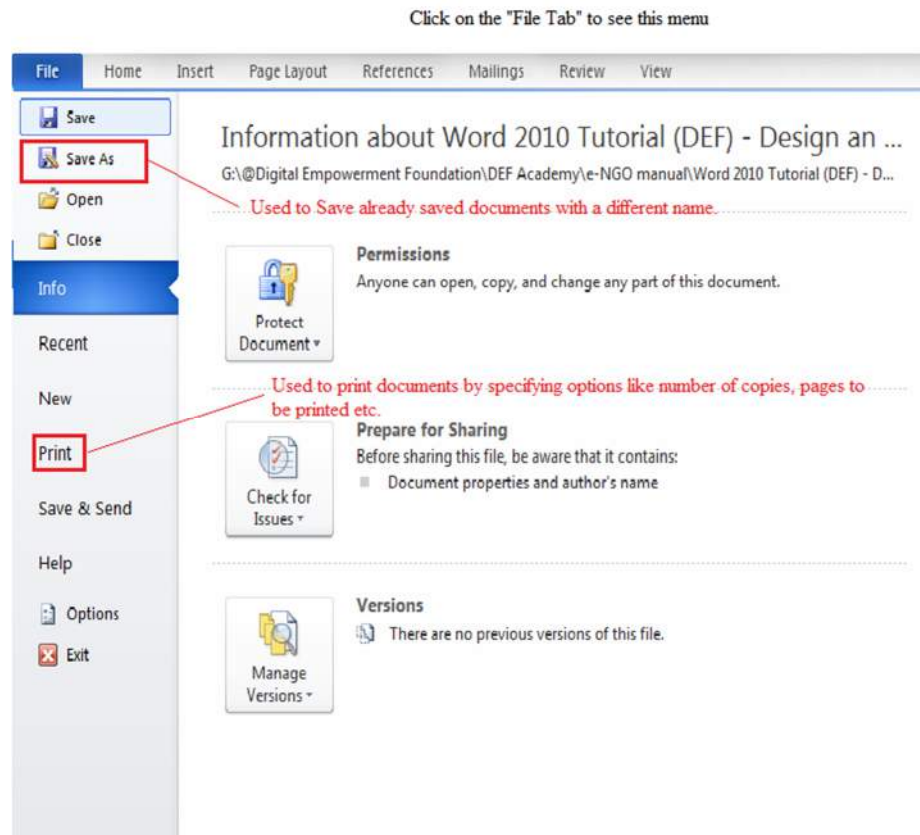 Click on the "File Tab" to see this menu
File Home Insert Page Layout References Mailings Review View
Save
Save As
Open
Close
Info
Recent
New
Print
Save & Send
Help
Options
Exit
Information about Word 2010 Tutorial (DEF) - Design an ...
G:\@Digital Empowerment Foundation\DEF Academy\e-NGO manual\Word 2010 Tutorial (DEF) - D...
Used to Save already saved documents with a different name.
Protect
Document
Permissions
Anyone can open, copy, and change any part of this document.
Used to print documents by specifying options like number of copies, pages to
be printed etc.
Check for
Issues
Prepare for Sharing
Before sharing this file, be aware that it contains:
Document properties and author's name
Manage
Versions
Versions
There are no previous versions of this file.